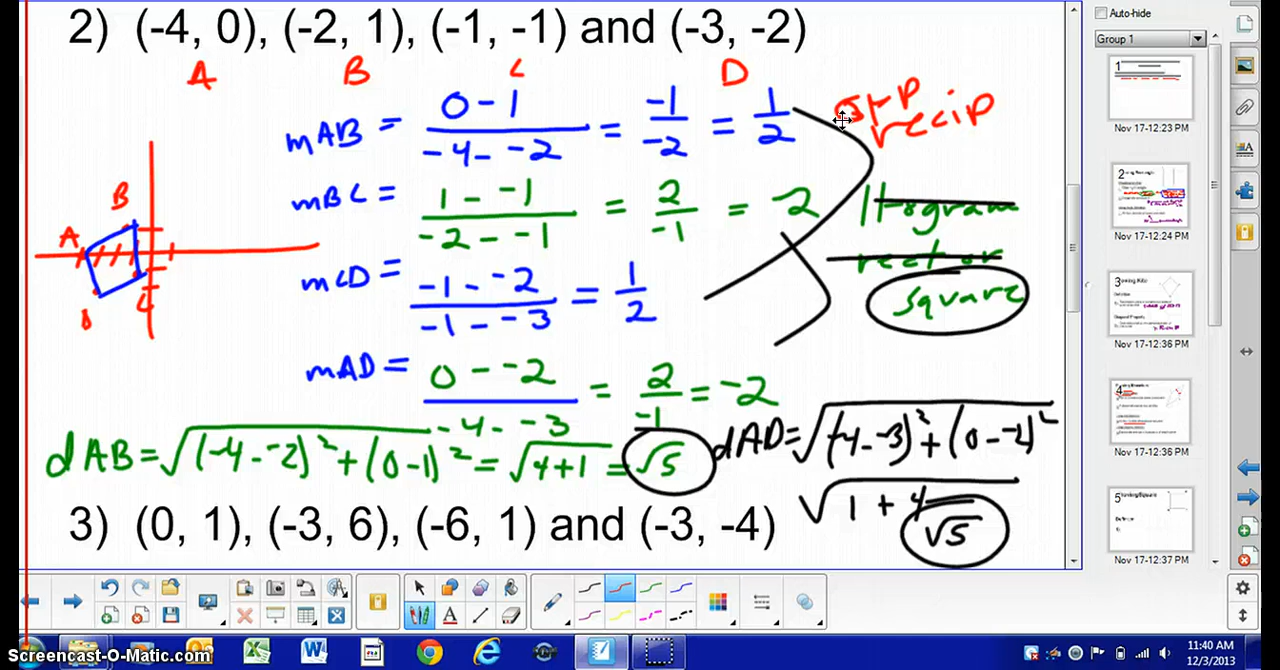 2) (-4, 0), (-2, 1), (-1, -1) and (-3, -2)
A B C D
mAB = 0 - 1 / -4 - -2 = -1 / -2 = 1 / 2
opp recip
mBC = 1 - -1 / -2 - -1 = 2 / -1 = -2
mCD = -1 - -2 / -1 - -3 = 1 / 2
mAD = 0 - -2 / -4 - -3 = 2 / -1 = -2
square
A
B
D
C
dAB = √(-4 - -2)² + (0 - 1)² = √4 + 1 = √5
dAD = √(-4 - -3)² + (0 - -2)²
√1 + 4
√5
3) (0, 1), (-3, 6), (-6, 1) and (-3, -4)
Auto-hide
Group 1
1
Nov 17-12:23 PM
2
Nov 17-12:24 PM
3
Nov 17-12:36 PM
4
Nov 17-12:36 PM
5
Nov 17-12:37 PM
Screencast-O-Matic.com
11:40 AM
12/3/2013